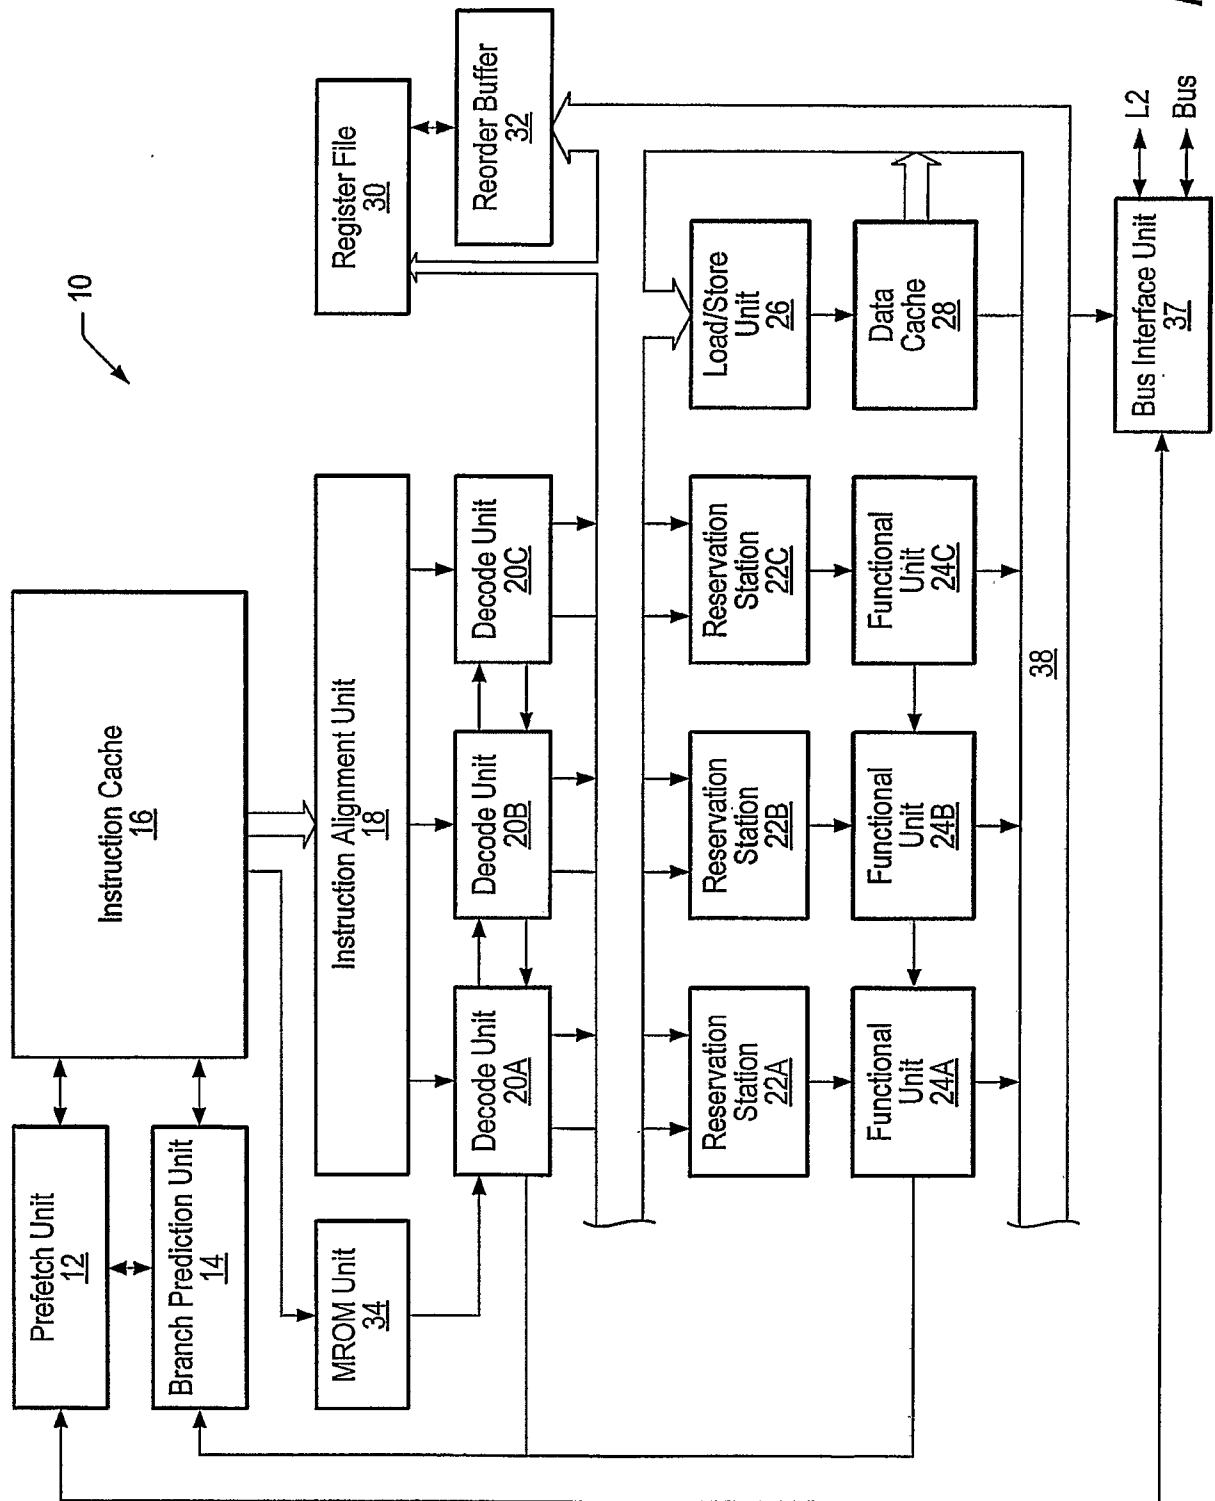 10
Prefetch Unit
12
Branch Prediction Unit
14
Instruction Cache
16
MROM Unit
34
Instruction Alignment Unit
18
Register File
30
Reorder Buffer
32
Decode Unit
20A
Decode Unit
20B
Decode Unit
20C
Reservation
Station
22A
Reservation
Station
22B
Reservation
Station
22C
Load/Store
Unit
26
Functional
Unit
24A
Functional
Unit
24B
Functional
Unit
24C
Data
Cache
28
38
Bus Interface Unit
37
L2
Bus